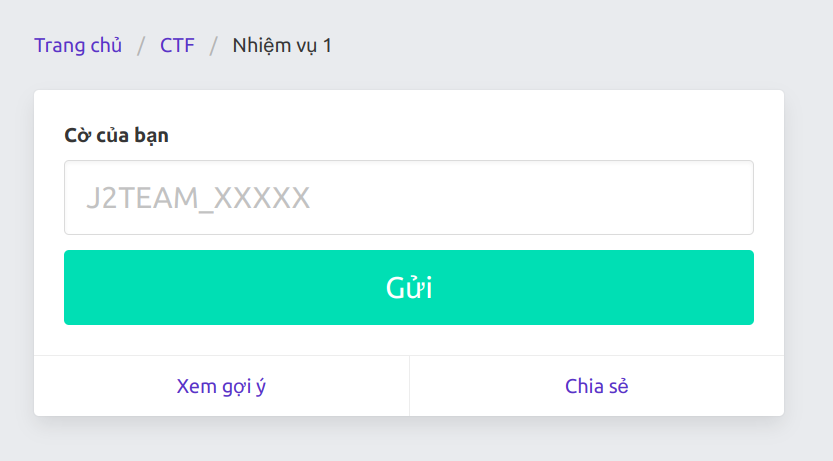 Trang chủ / CTF / Nhiệm vụ 1
Cờ của bạn
J2TEAM_XXXXX
Gửi
Xem gợi ý
Chia sẻ